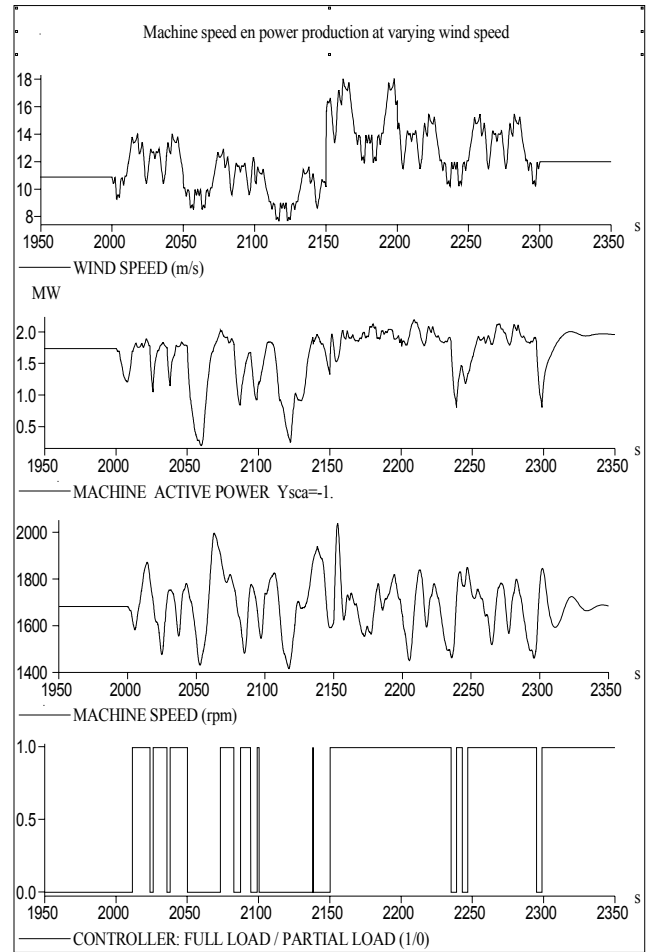 Machine speed en power production at varying wind speed
18
16
14
12
10
8
1950 2000 2050 2100 2150 2200 2250 2300 2350 s
WIND SPEED (m/s)
MW
2.0
1.5
1.0
0.5
1950 2000 2050 2100 2150 2200 2250 2300 2350 s
MACHINE ACTIVE POWER Ysca=-1.
2000
1800
1600
1400
1950 2000 2050 2100 2150 2200 2250 2300 2350 s
MACHINE SPEED (rpm)
1.0
0.5
0.0
1950 2000 2050 2100 2150 2200 2250 2300 2350 s
CONTROLLER: FULL LOAD / PARTIAL LOAD (1/0)